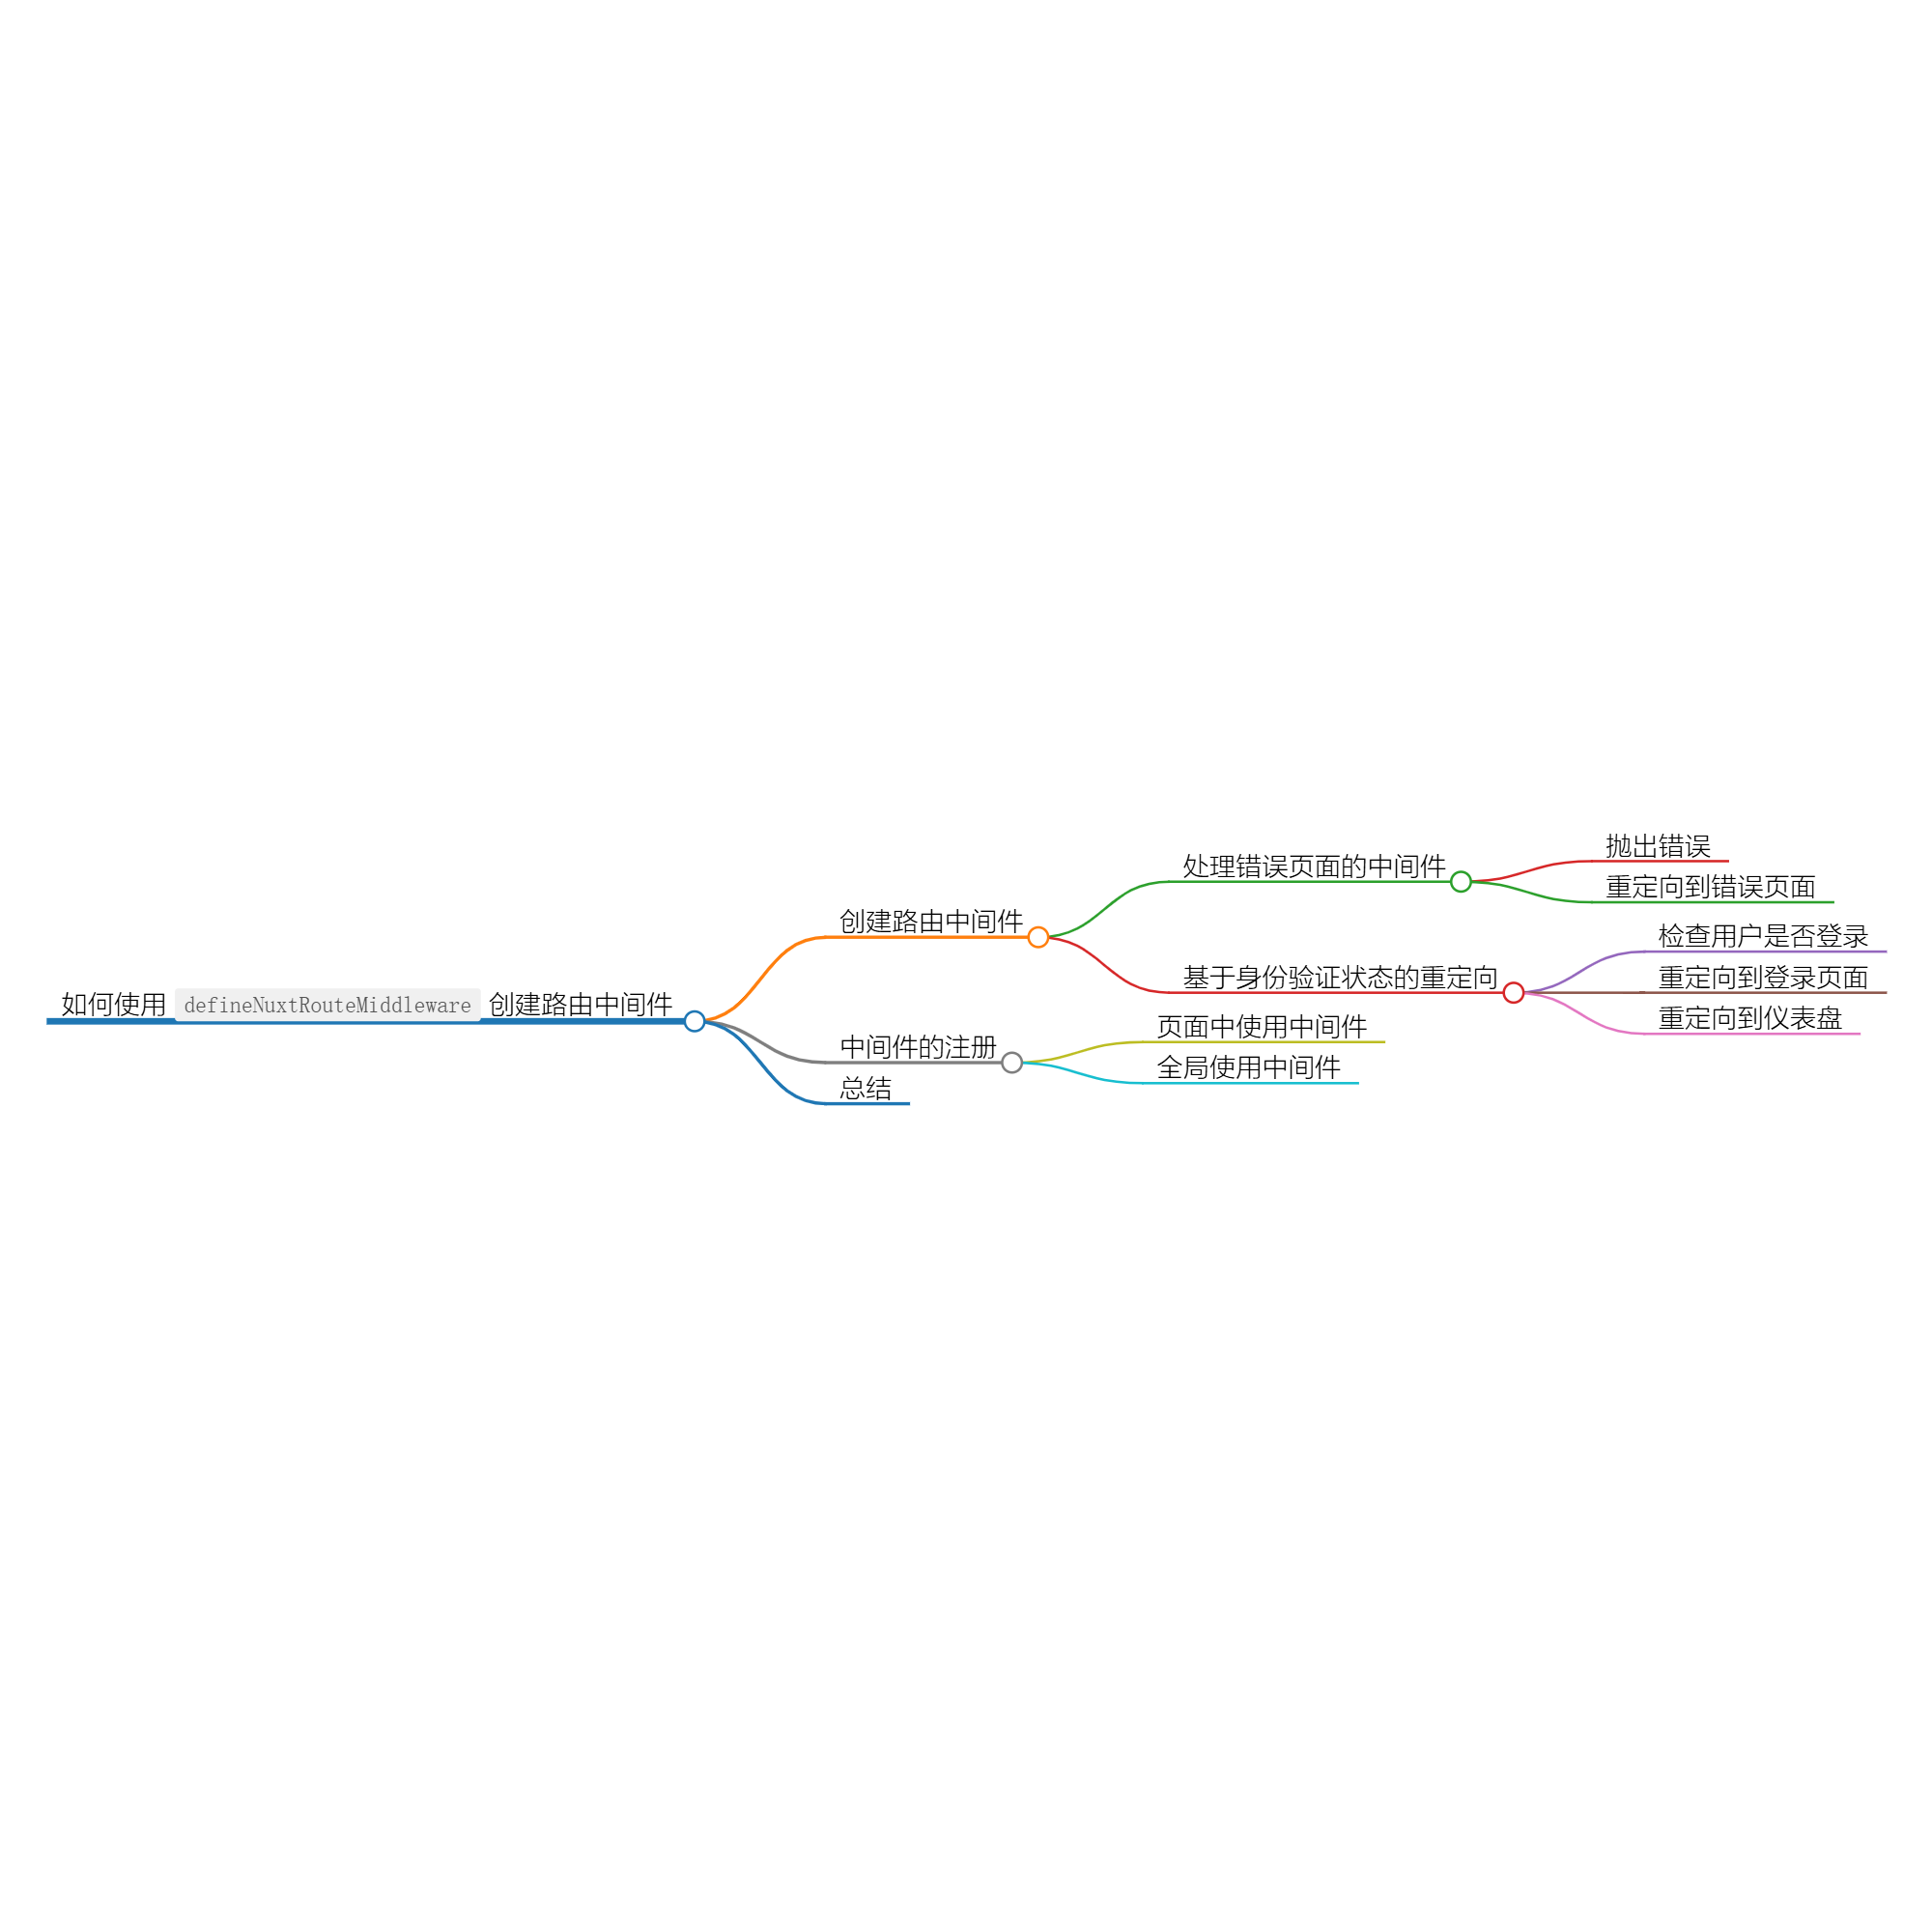 如何使用 defineNuxtRouteMiddleware 创建路由中间件
创建路由中间件
处理错误页面的中间件
抛出错误
重定向到错误页面
基于身份验证状态的重定向
检查用户是否登录
重定向到登录页面
重定向到仪表盘
中间件的注册
页面中使用中间件
全局使用中间件
总结